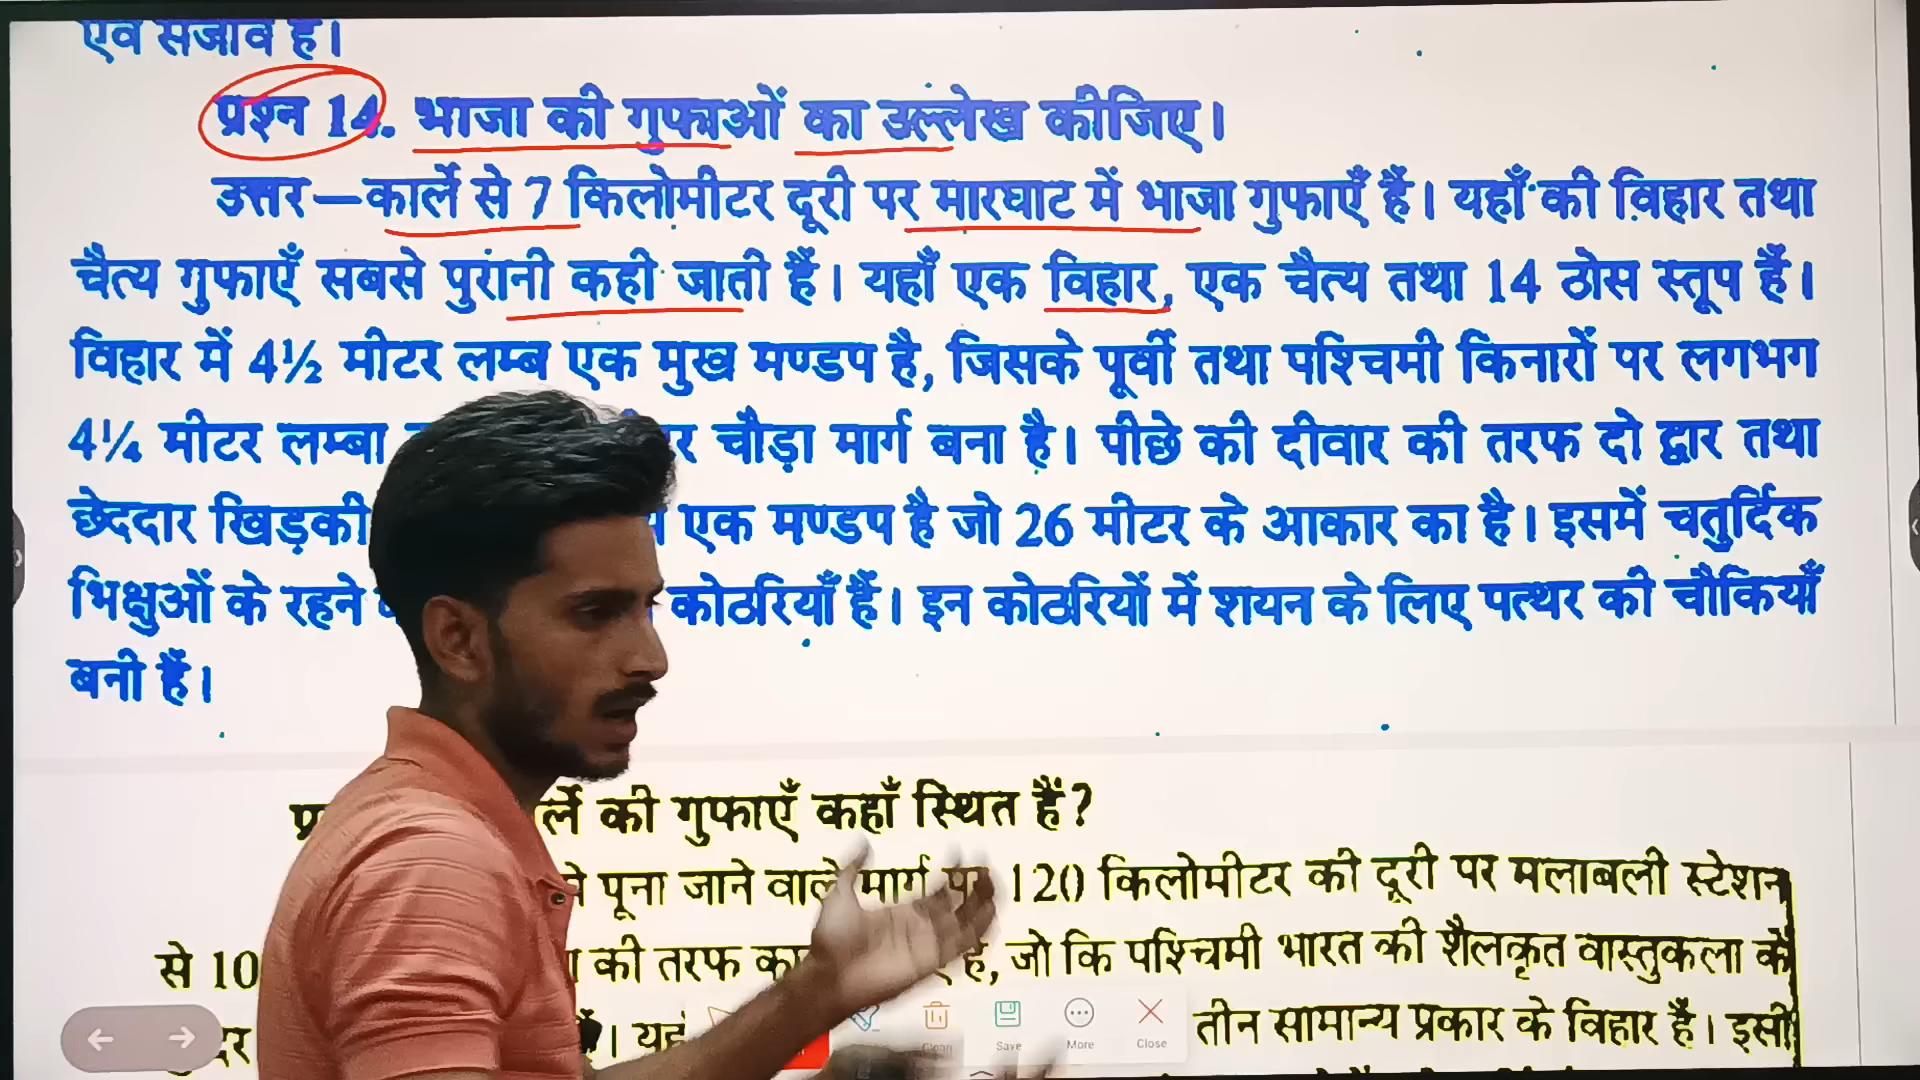 एवं सजीव हैं।
प्रश्न 14. भाजा की गुफाओं का उल्लेख कीजिए।
उत्तर—कार्ले से 7 किलोमीटर दूरी पर मारघाट में भाजा गुफाएँ हैं। यहाँ की विहार तथा
चैत्य गुफाएँ सबसे पुरानी कही जाती हैं। यहाँ एक विहार, एक चैत्य तथा 14 ठोस स्तूप हैं।
विहार में 4½ मीटर लम्ब एक मुख मण्डप है, जिसके पूर्वी तथा पश्चिमी किनारों पर लगभग
4¼ मीटर लम्बा चौड़ा मार्ग बना है। पीछे की दीवार की तरफ दो द्वार तथा
छेददार खिड़की एक मण्डप है जो 26 मीटर के आकार का है। इसमें चतुर्दिक
भिक्षुओं के रहने कोठरियाँ हैं। इन कोठरियों में शयन के लिए पत्थर की चौकियाँ
बनी हैं।
की गुफाएँ कहाँ स्थित हैं?
पूना जाने वाले मार्ग पर 120 किलोमीटर की दूरी पर मलाबली स्टेशन
से 10 की तरफ है, जो कि पश्चिमी भारत की शैलकृत वास्तुकला के
तीन सामान्य प्रकार के विहार हैं। इसी
Clean Save More Close